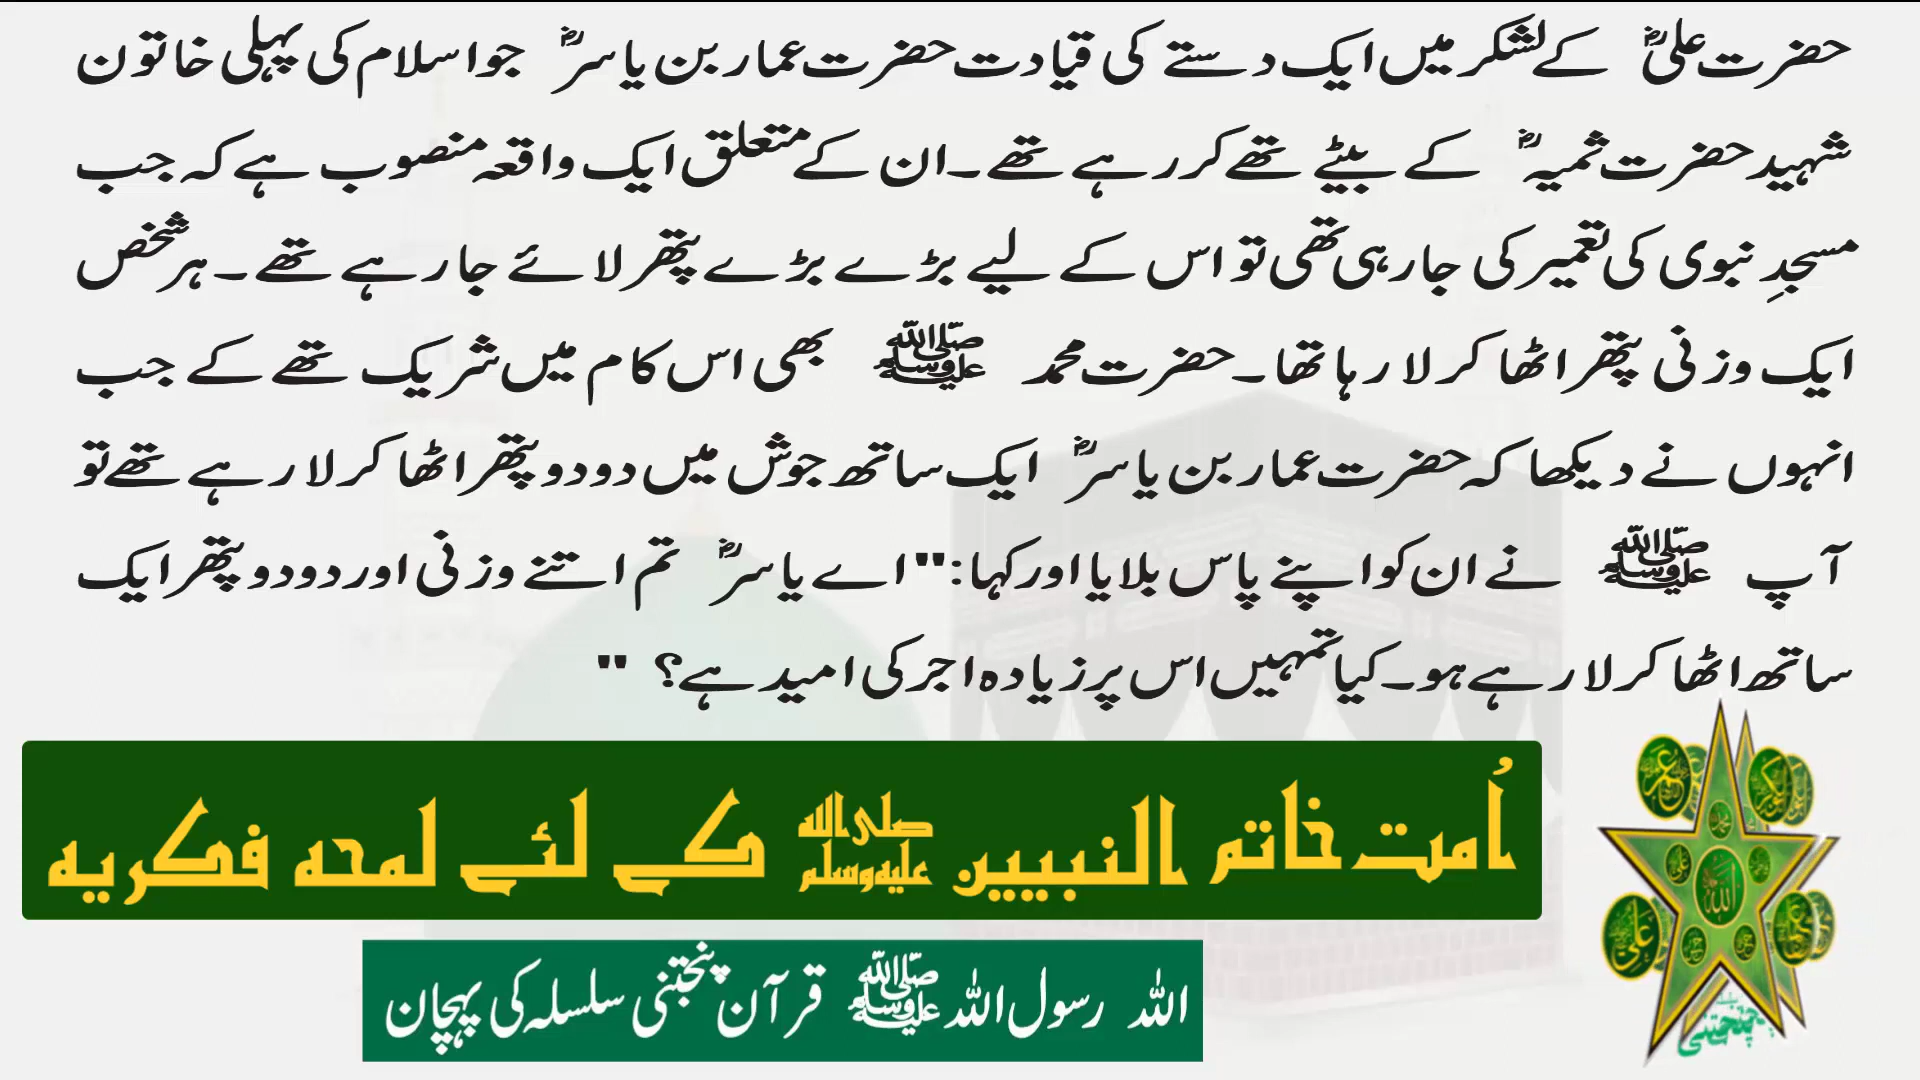 حضرت علیؓ کے لشکر میں ایک دستے کی قیادت حضرت عمار بن یاسرؓ جو اسلام کی پہلی خاتون
شہید حضرت ثمیہؓ کے بیٹے تھے کر رہے تھے۔ ان کے متعلق ایک واقعہ منصوب ہے کہ جب
مسجدِ نبوی کی تعمیر کی جا رہی تھی تو اس کے لیے بڑے بڑے پتھر لائے جا رہے تھے۔ ہر شخص
ایک وزنی پتھر اٹھا کر لا رہا تھا۔ حضرت محمد ﷺ بھی اس کام میں شریک تھے کے جب
انہوں نے دیکھا کہ حضرت عمار بن یاسرؓ ایک ساتھ جوش میں دو دو پتھر اٹھا کر لا رہے تھے تو
آپ ﷺ نے ان کو اپنے پاس بلایا اور کہا: "اے یاسرؓ تم اتنے وزنی اور دو دو پتھر ایک
ساتھ اٹھا کر لا رہے ہو۔ کیا تمہیں اس پر زیادہ اجر کی امید ہے؟ "
اُمت خاتم النبیین ﷺ کے لئے لمحہ فکریہ
اللہ رسول اللہ ﷺ قرآن پنجتنی سلسلہ کی پہچان
عمر
اللہ
علی
پنجتنی